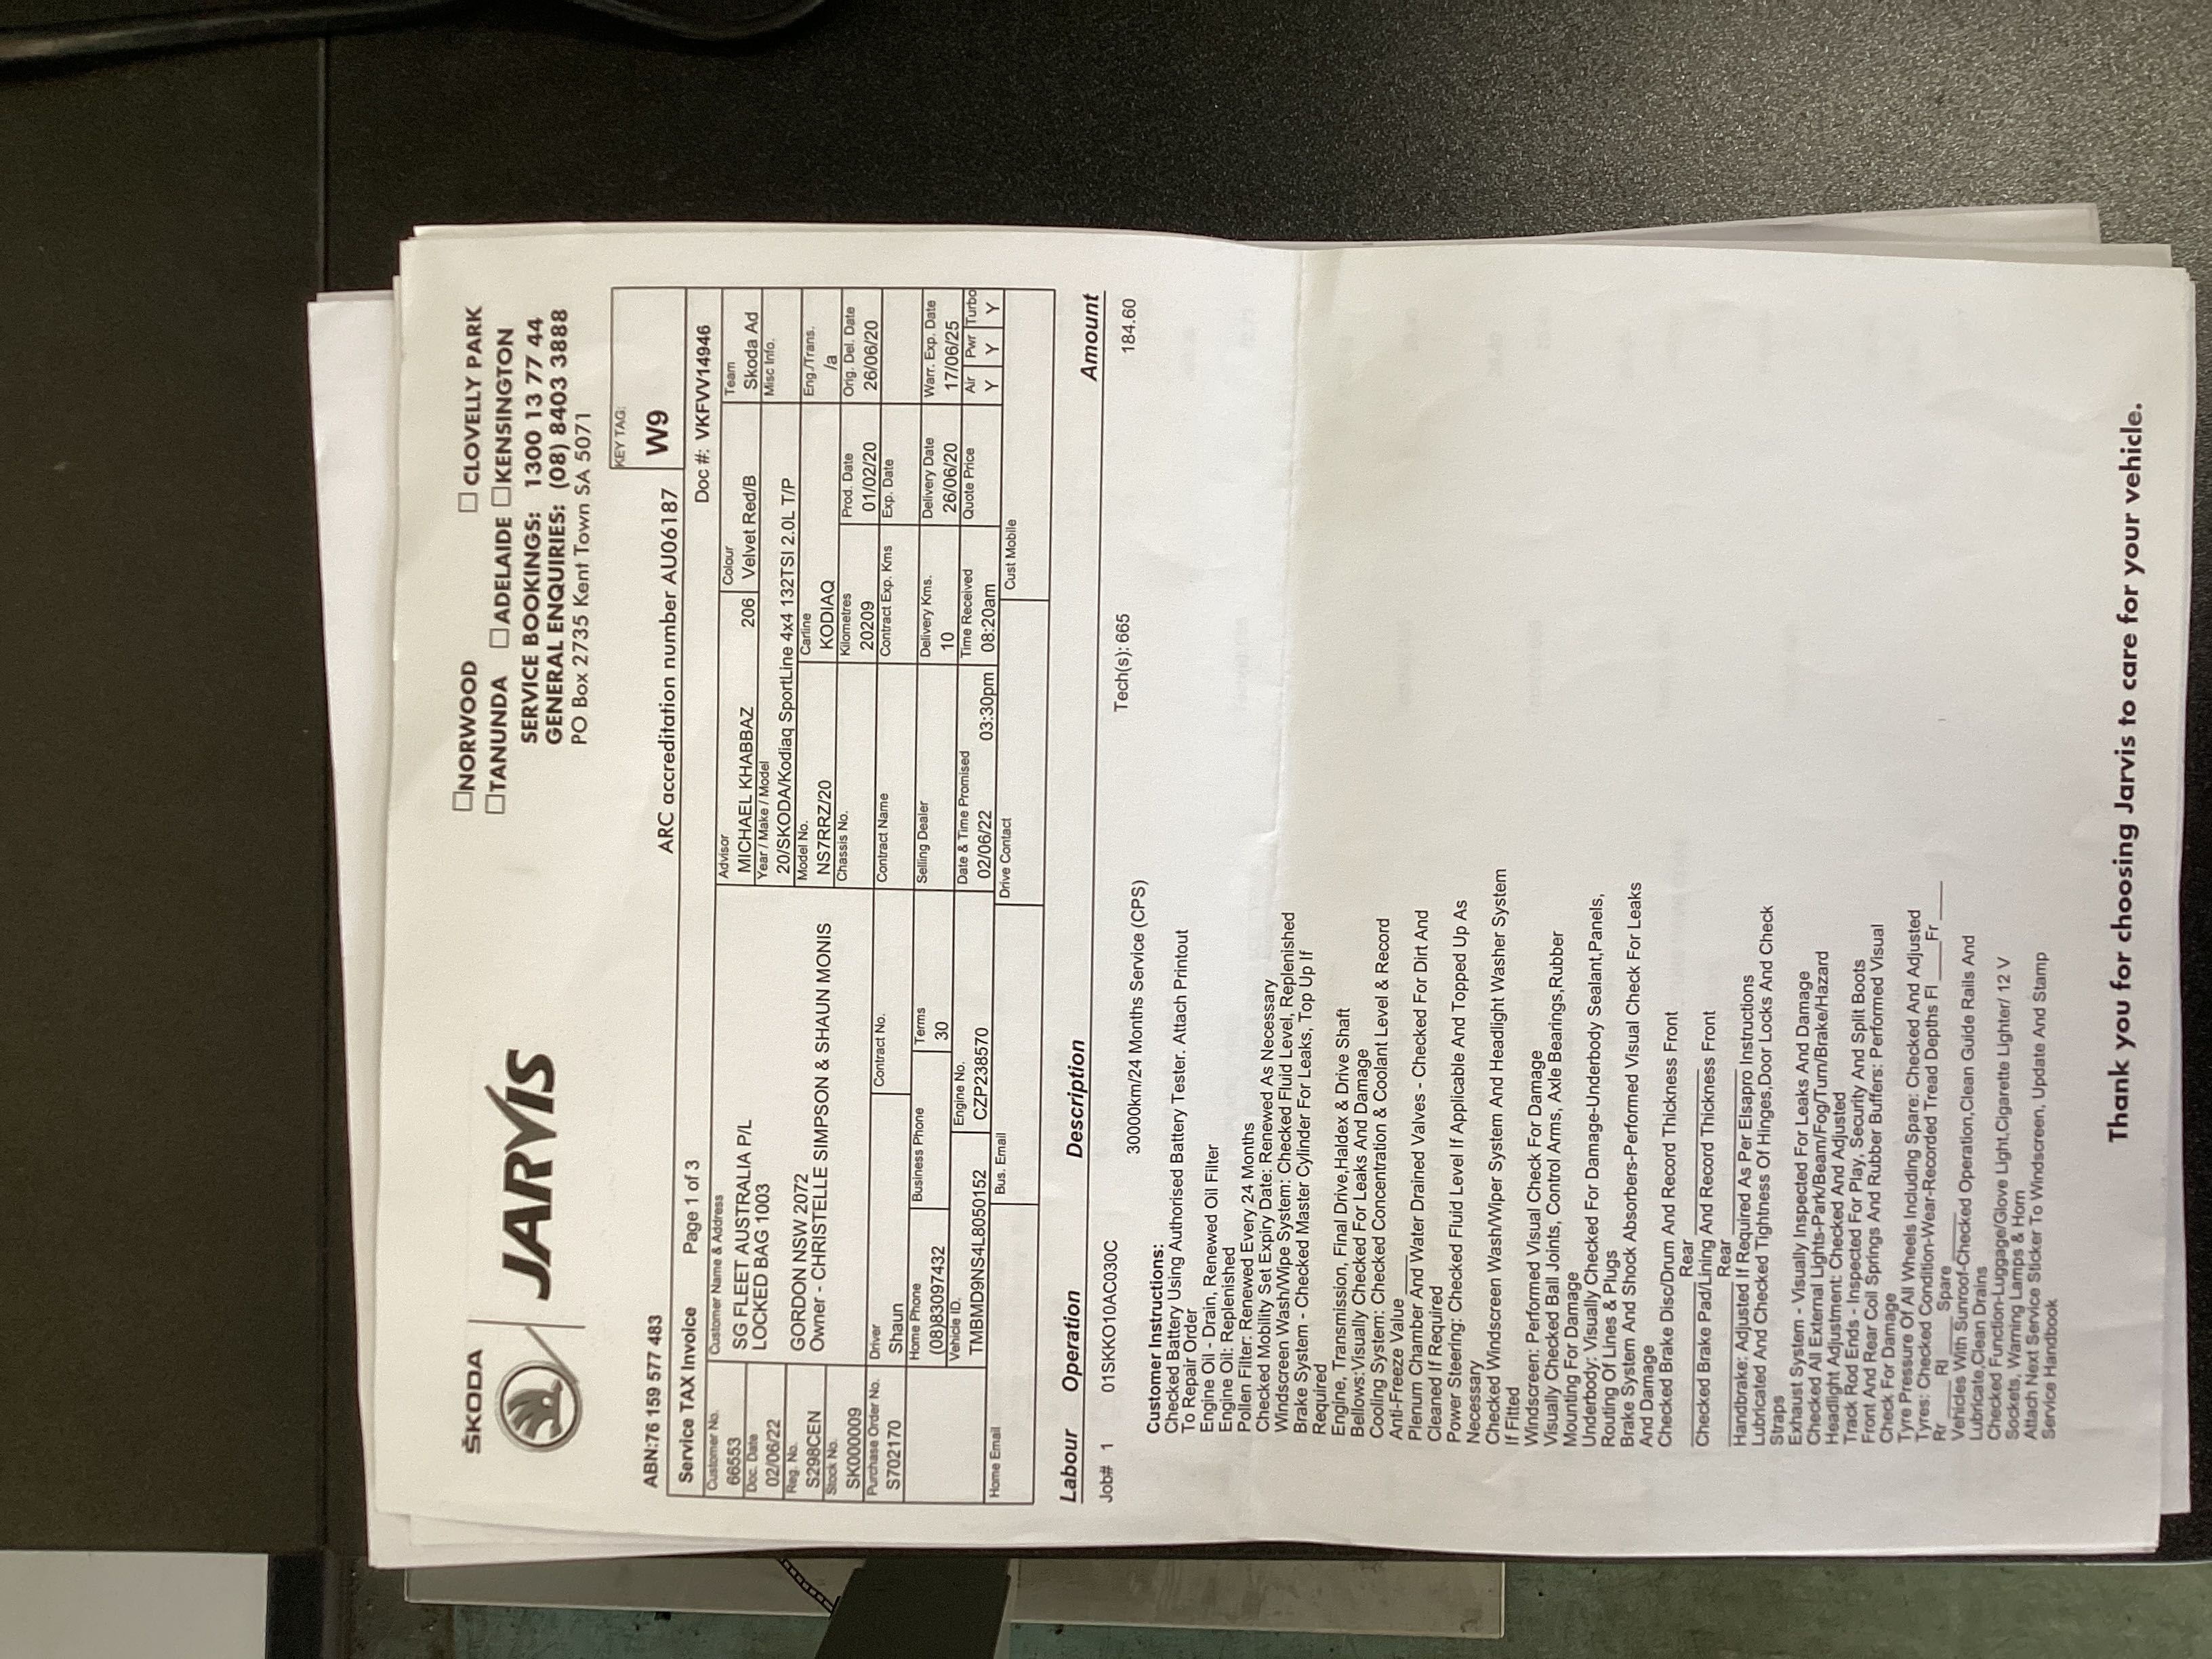 ŠKODA
JARVIS
☐NORWOOD ☐ CLOVELLY PARK
☐TANUNDA ☐ADELAIDE ☐KENSINGTON
SERVICE BOOKINGS: 1300 13 77 44
GENERAL ENQUIRIES: (08) 8403 3888
PO Box 2735 Kent Town SA 5071
KEY TAG:
W9
ABN:76 159 577 483
ARC accreditation number AU06187
Service TAX Invoice Page 1 of 3 Doc #: VKFVV14946
Customer No. Customer Name & Address Advisor Colour Team
66553 SG FLEET AUSTRALIA P/L MICHAEL KHABBAZ 206 Velvet Red/B Skoda Ad
Doc. Date LOCKED BAG 1003 Year / Make / Model Misc Info.
02/06/22 20/SKODA/Kodiaq SportLine 4x4 132TSI 2.0L T/P
Reg. No. GORDON NSW 2072 Model No. Carline Eng./Trans.
S298CEN Owner - CHRISTELLE SIMPSON & SHAUN MONIS NS7RRZ/20 KODIAQ /a
Stock No. Chassis No. Kilometres Prod. Date Orig. Del. Date
SK000009 20209 01/02/20 26/06/20
Purchase Order No. Driver Contract No. Contract Name Contract Exp. Kms Exp. Date
S702170 Shaun
Home Phone Business Phone Terms Selling Dealer Delivery Kms. Delivery Date Warr. Exp. Date
(08)83097432 30 10 26/06/20 17/06/25
Vehicle ID. Engine No. Date & Time Promised Time Received Quote Price Air Pwr Turbo
TMBMD9NS4L8050152 CZP238570 02/06/22 03:30pm 08:20am Y Y Y
Home Email Bus. Email Drive Contact Cust Mobile
Labour Operation Description Amount
Job# 1 01SKKO10AC030C 30000km/24 Months Service (CPS) Tech(s): 665 184.60
Customer Instructions:
Checked Battery Using Authorised Battery Tester. Attach Printout
To Repair Order
Engine Oil - Drain, Renewed Oil Filter
Engine Oil: Replenished
Pollen Filter: Renewed Every 24 Months
Checked Mobility Set Expiry Date: Renewed As Necessary
Windscreen Wash/Wipe System: Checked Fluid Level, Replenished
Brake System - Checked Master Cylinder For Leaks, Top Up If
Required
Engine, Transmission, Final Drive,Haldex & Drive Shaft
Bellows:Visually Checked For Leaks And Damage
Cooling System: Checked Concentration & Coolant Level & Record
Anti-Freeze Value ____
Plenum Chamber And Water Drained Valves - Checked For Dirt And
Cleaned If Required
Power Steering: Checked Fluid Level If Applicable And Topped Up As
Necessary
Checked Windscreen Wash/Wiper System And Headlight Washer System
If Fitted
Windscreen: Performed Visual Check For Damage
Visually Checked Ball Joints, Control Arms, Axle Bearings,Rubber
Mounting For Damage
Underbody: Visually Checked For Damage-Underbody Sealant,Panels,
Routing Of Lines & Plugs
Brake System And Shock Absorbers-Performed Visual Check For Leaks
And Damage
Checked Brake Disc/Drum And Record Thickness Front
____ Rear ____
Checked Brake Pad/Lining And Record Thickness Front
____ Rear ____
Handbrake: Adjusted If Required As Per Elsapro Instructions
Lubricated And Checked Tightness Of Hinges,Door Locks And Check
Straps
Exhaust System - Visually Inspected For Leaks And Damage
Checked All External Lights-Park/Beam/Fog/Turn/Brake/Hazard
Headlight Adjustment: Checked And Adjusted
Track Rod Ends - Inspected For Play, Security And Split Boots
Front And Rear Coil Springs And Rubber Buffers: Performed Visual
Check For Damage
Tyre Pressure Of All Wheels Including Spare: Checked And Adjusted
Tyres: Checked Condition-Wear-Recorded Tread Depths Fl ____Fr ____
Rr ____ Rl ____ Spare ____
Vehicles With Sunroof-Checked Operation,Clean Guide Rails And
Lubricate,Clean Drains
Checked Function-Luggage/Glove Light,Cigarette Lighter/ 12 V
Sockets, Warning Lamps & Horn
Attach Next Service Sticker To Windscreen, Update And Stamp
Service Handbook
Thank you for choosing Jarvis to care for your vehicle.